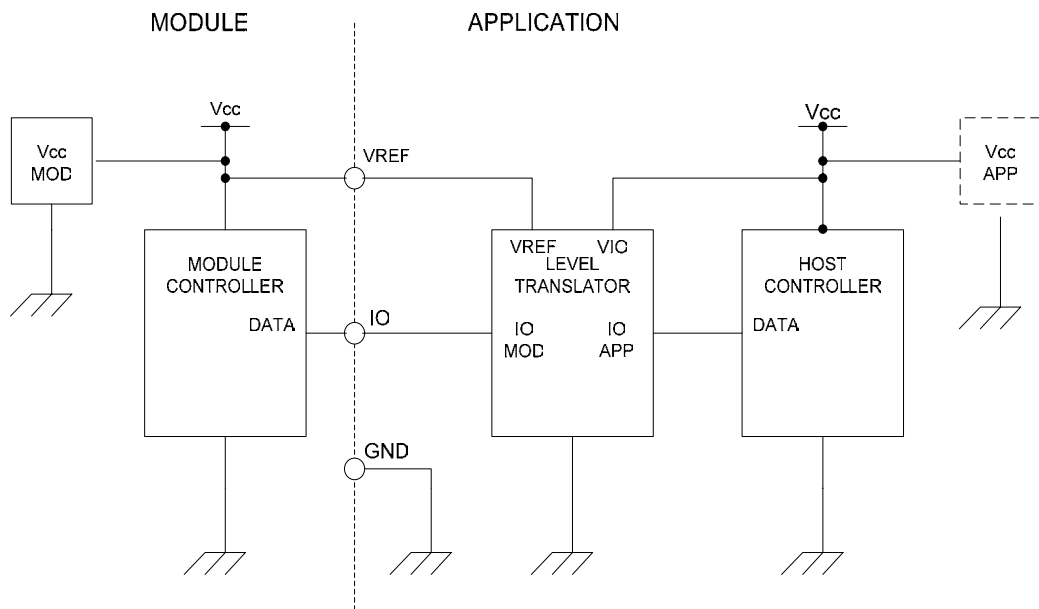 MODULE
APPLICATION
Vcc
Vcc
Vcc
MOD
VREF
Vcc
APP
MODULE
CONTROLLER
DATA
IO
VREF
VIO
LEVEL
TRANSLATOR
IO
MOD
IO
APP
HOST
CONTROLLER
DATA
GND